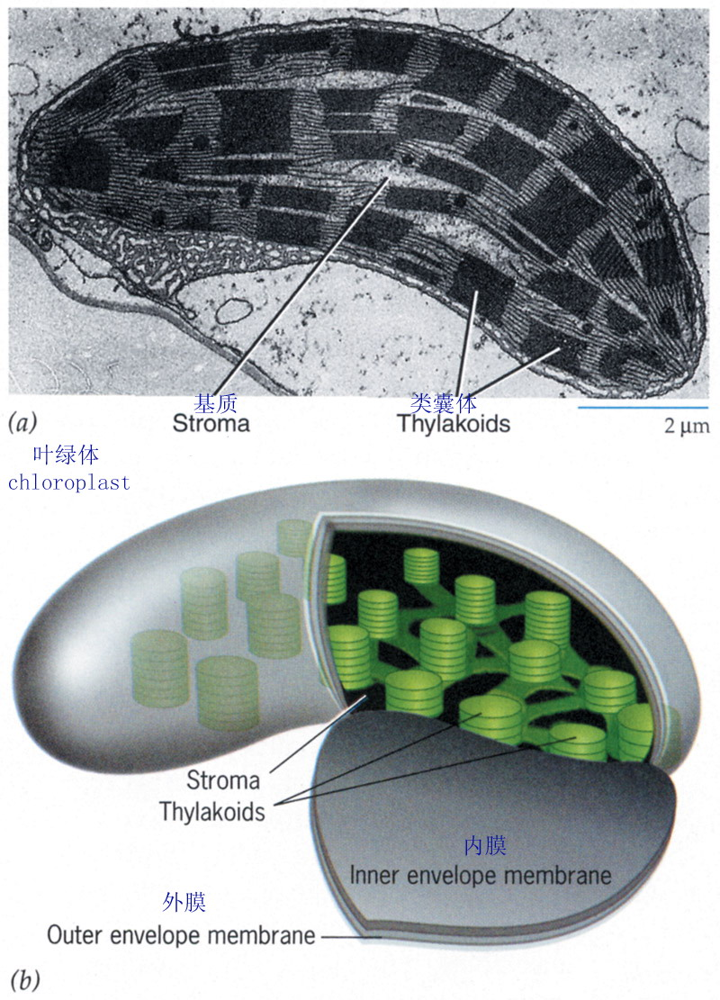 基质
类囊体
(a)
Stroma
Thylakoids
2 μm
叶绿体
chloroplast
Stroma
Thylakoids
内膜
Inner envelope membrane
外膜
Outer envelope membrane
(b)